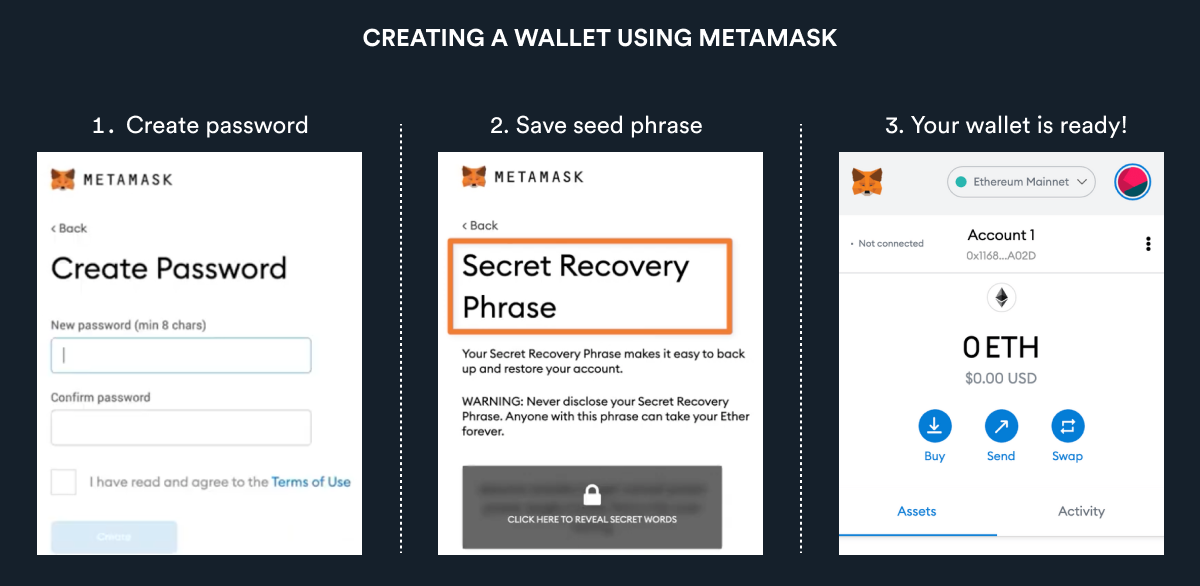 CREATING A WALLET USING METAMASK
1. Create password
METAMASK
‹ Back
Create Password
New password (min 8 chars)
Confirm password
I have read and agree to the Terms of Use
Create
2. Save seed phrase
METAMASK
‹ Back
Secret Recovery
Phrase
Your Secret Recovery Phrase makes it easy to back
up and restore your account.
WARNING: Never disclose your Secret Recovery
Phrase. Anyone with this phrase can take your Ether
forever.
CLICK HERE TO REVEAL SECRET WORDS
3. Your wallet is ready!
Ethereum Mainnet
Not connected
Account 1
0x1168...A02D
0 ETH
$0.00 USD
Buy
Send
Swap
Assets
Activity